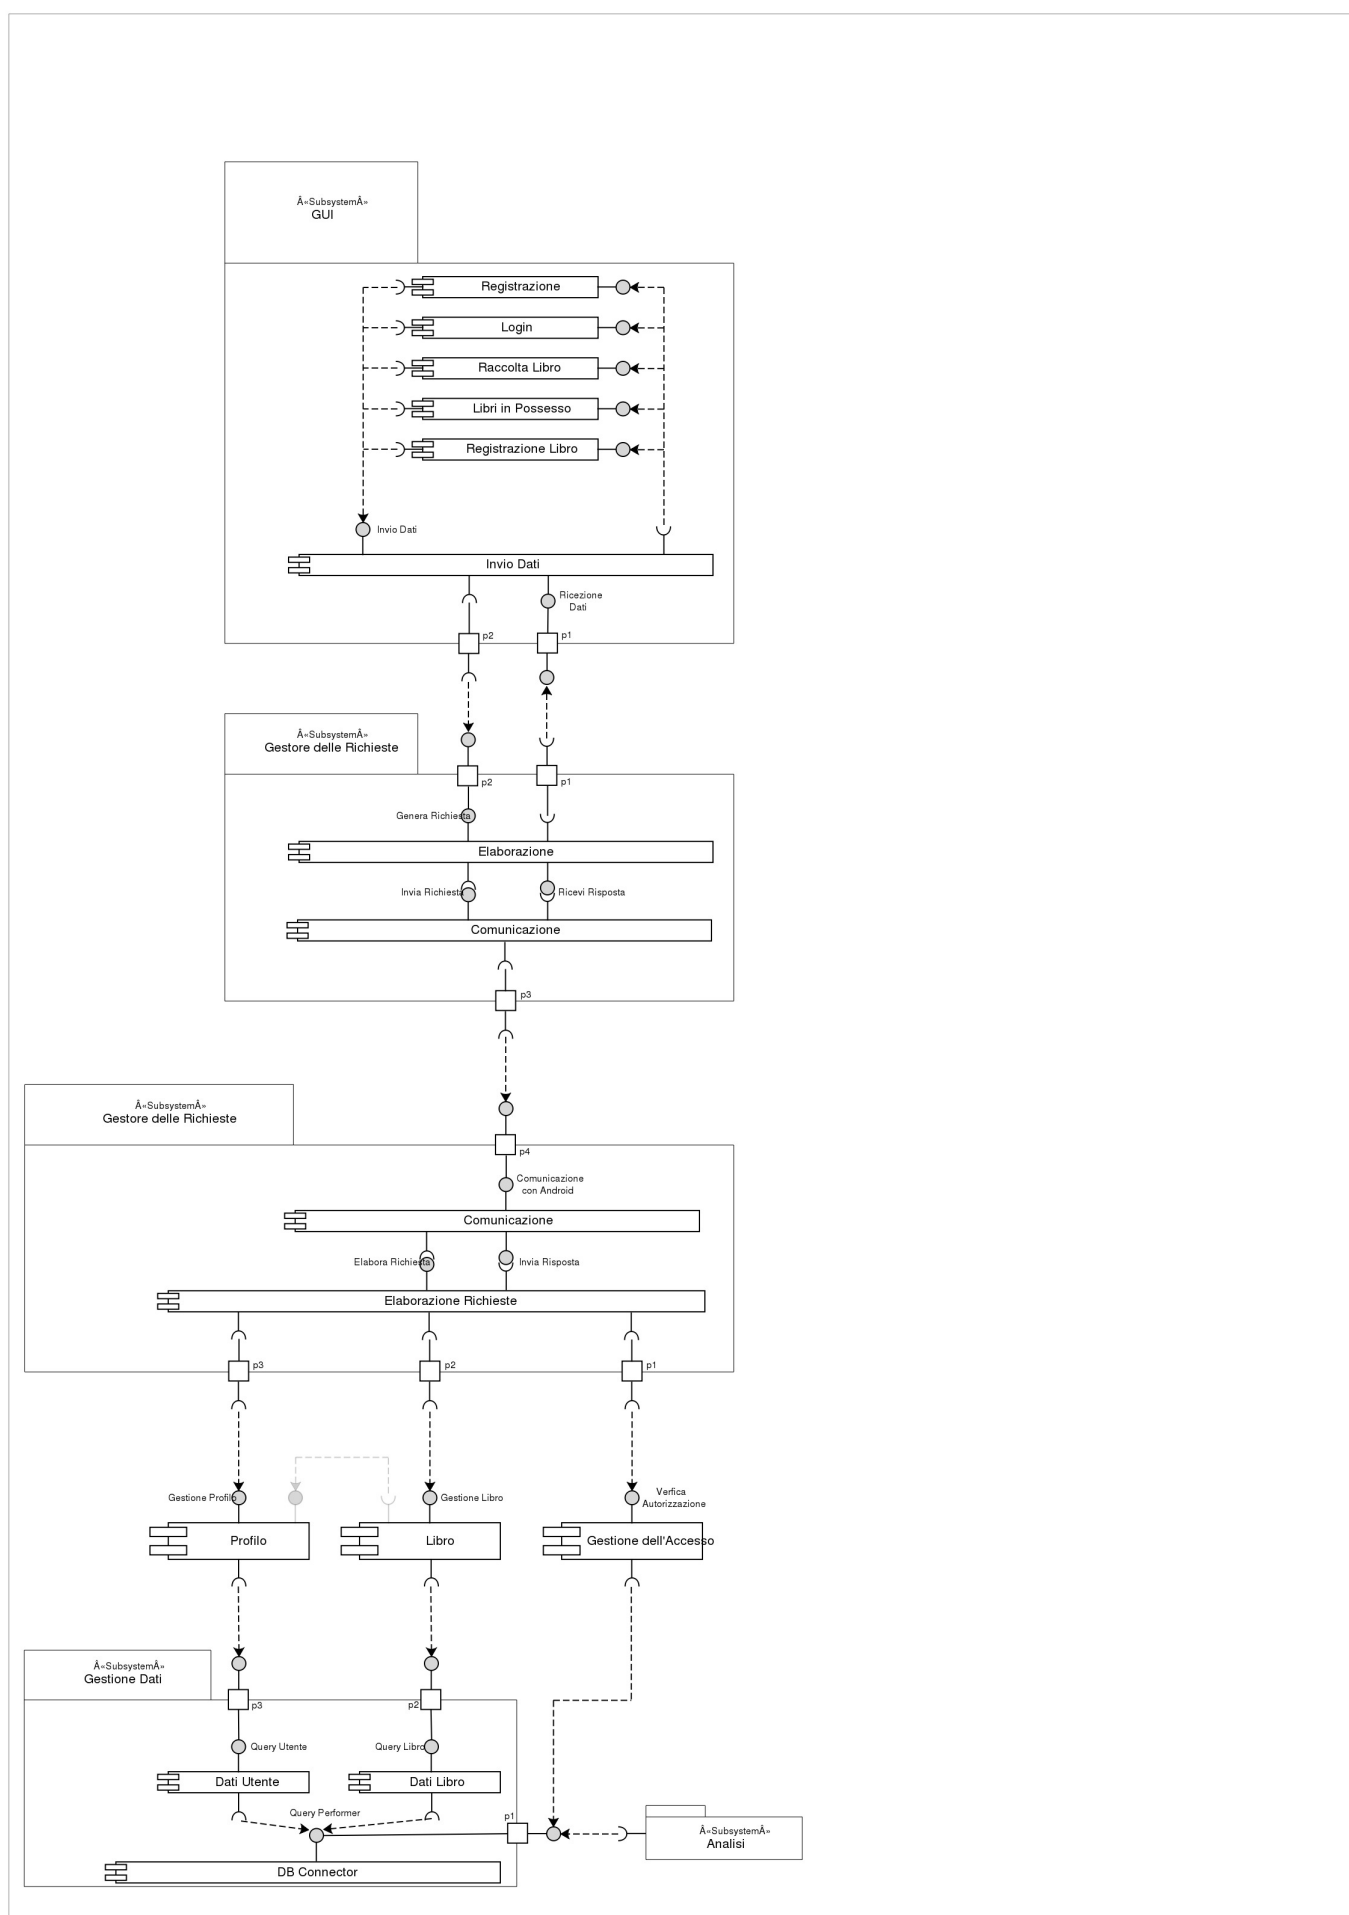 Â«SubsystemÂ»
GUI
Registrazione
Login
Raccolta Libro
Libri in Possesso
Registrazione Libro
Invio Dati
Invio Dati
Ricezione
Dati
p2
p1
Â«SubsystemÂ»
Gestore delle Richieste
p2
p1
Genera Richiesta
Elaborazione
Invia Richiesta
Ricevi Risposta
Comunicazione
p3
Â«SubsystemÂ»
Gestore delle Richieste
p4
Comunicazione
con Android
Comunicazione
Elabora Richiesta
Invia Risposta
Elaborazione Richieste
p3
p2
p1
Gestione Profilo
Gestione Libro
Verfica
Autorizzazione
Profilo
Libro
Gestione dell'Accesso
Â«SubsystemÂ»
Gestione Dati
p3
p2
Query Utente
Query Libro
Dati Utente
Dati Libro
Query Performer
p1
Â«SubsystemÂ»
Analisi
DB Connector